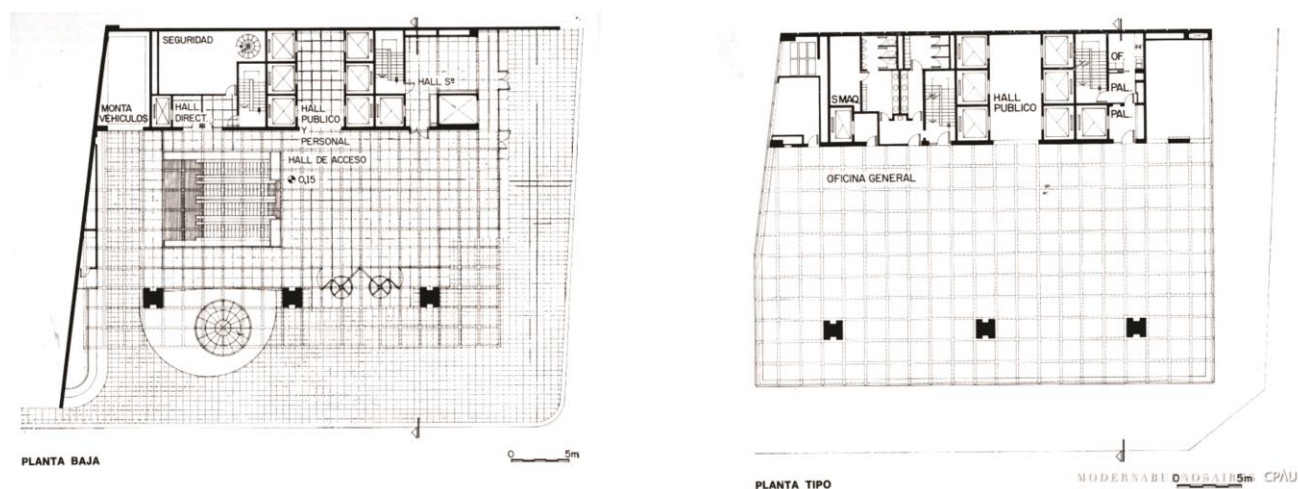 SEGURIDAD
MONTA
VEHICULOS
HALL
DIRECT.
HALL
PUBLICO
Y
PERSONAL
HALL Sº
HALL DE ACCESO
0,15
PLANTA BAJA
0 5m
S MAQ.
HALL
PUBLICO
OF.
PAL.
PAL.
OFICINA GENERAL
PLANTA TIPO
0 5m
MODERNABUENOSAIRES CPAU